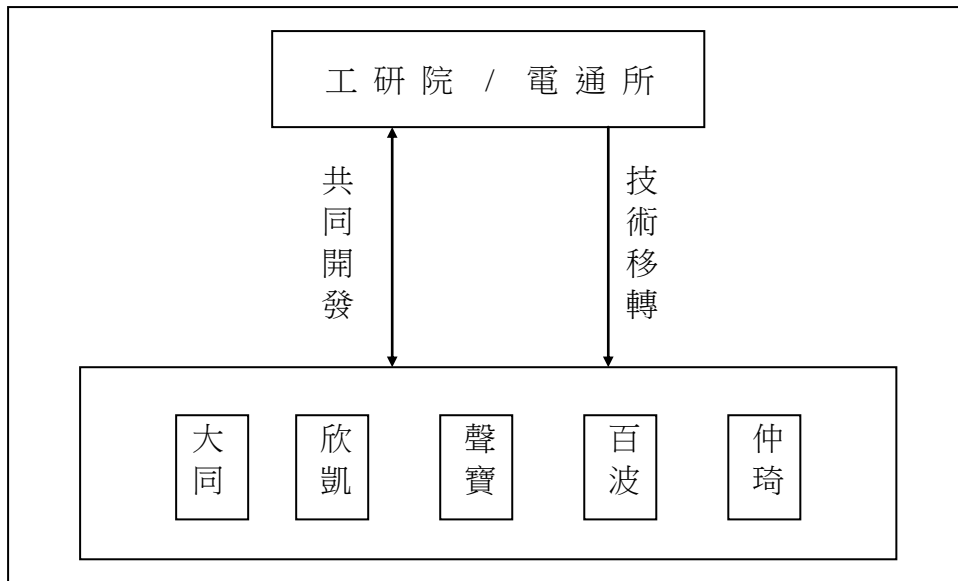 工研院 / 電通所
共同開發
技術移轉
大同
欣凱
聲寶
百波
仲琦